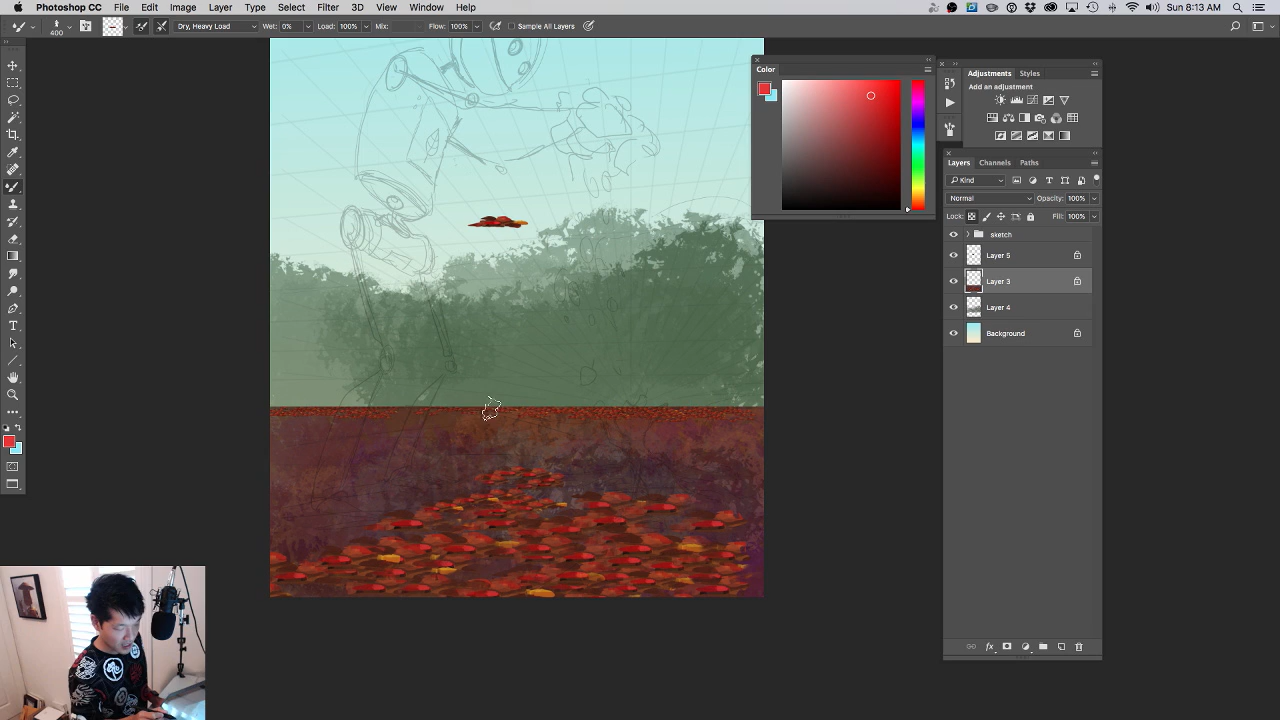 Photoshop CC File Edit Image Layer Type Select Filter 3D View Window Help Sun 8:13 AM
400 Dry, Heavy Load Wet: 0% Load: 100% Mix: Flow: 100% Sample All Layers
Color
Adjustments Styles
Add an adjustment
Layers Channels Paths
Kind
Normal Opacity: 100%
Lock: Fill: 100%
sketch
Layer 5
Layer 3
Layer 4
Background
fx